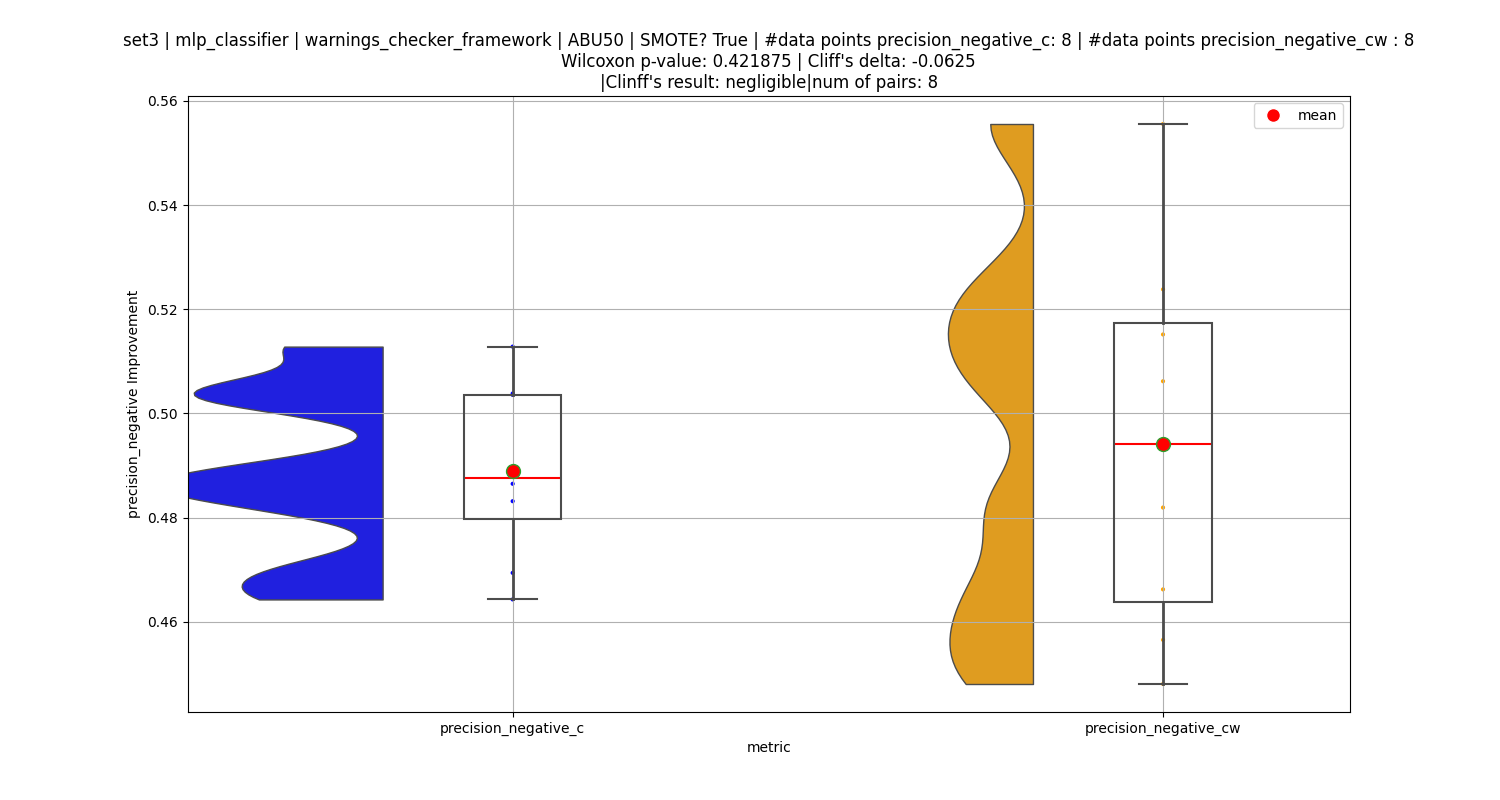 set3 | mlp_classifier | warnings_checker_framework | ABU50 | SMOTE? True | #data points precision_negative_c: 8 | #data points precision_negative_cw : 8
Wilcoxon p-value: 0.421875 | Cliff's delta: -0.0625
|Clinff's result: negligible|num of pairs: 8
mean
0.56
0.54
0.52
0.50
0.48
0.46
precision_negative Improvement
precision_negative_c
precision_negative_cw
metric